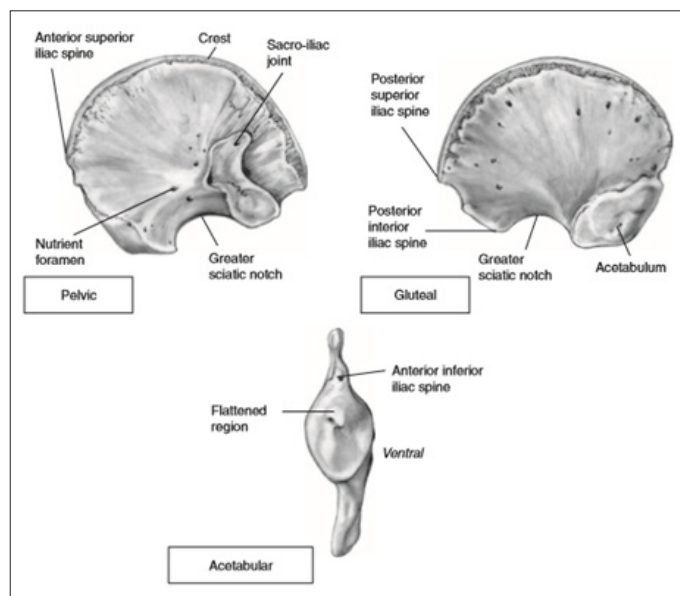 Anterior superior
iliac spine
Crest
Sacro-iliac
joint
Nutrient
foramen
Greater
sciatic notch
Pelvic
Posterior
superior
iliac spine
Posterior
interior
iliac spine
Greater
sciatic notch
Acetabulum
Gluteal
Anterior inferior
iliac spine
Flattened
region
Ventral
Acetabular